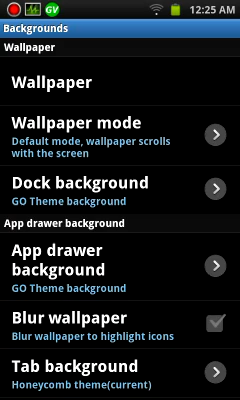 GV
12:25 AM
Backgrounds
Wallpaper
Wallpaper
Wallpaper mode
Default mode, wallpaper scrolls
with the screen
Dock background
GO Theme background
App drawer background
App drawer
background
GO Theme background
Blur wallpaper
Blur wallpaper to highlight icons
Tab background
Honeycomb theme(current)